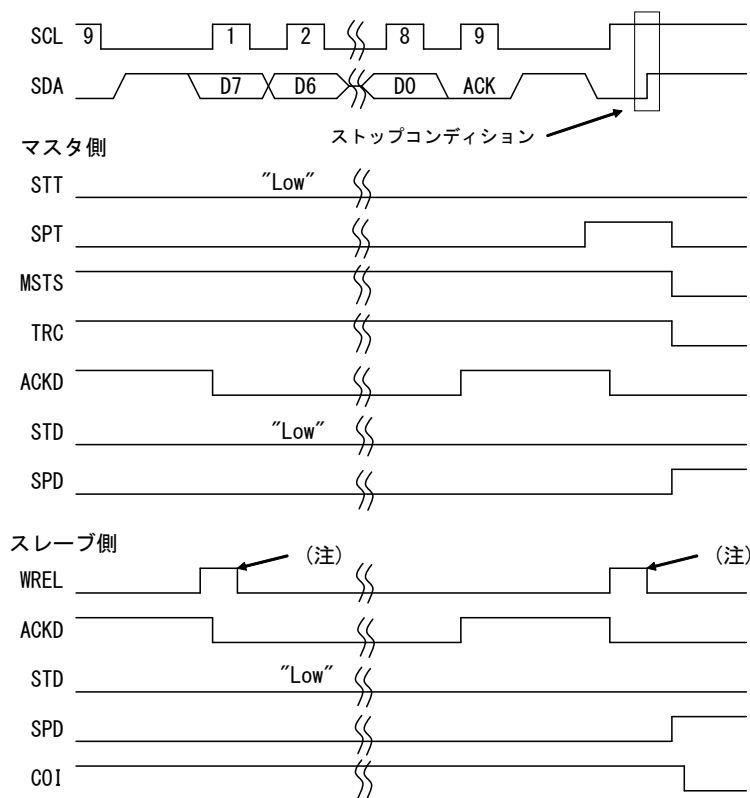 SCL 9 1 2 8 9
SDA D7 D6 D0 ACK
ストップコンディション
マスタ側
STT "Low"
SPT
MSTS
TRC
ACKD
STD "Low"
SPD
スレーブ側
(注) (注)
WREL
ACKD
STD "Low"
SPD
COI